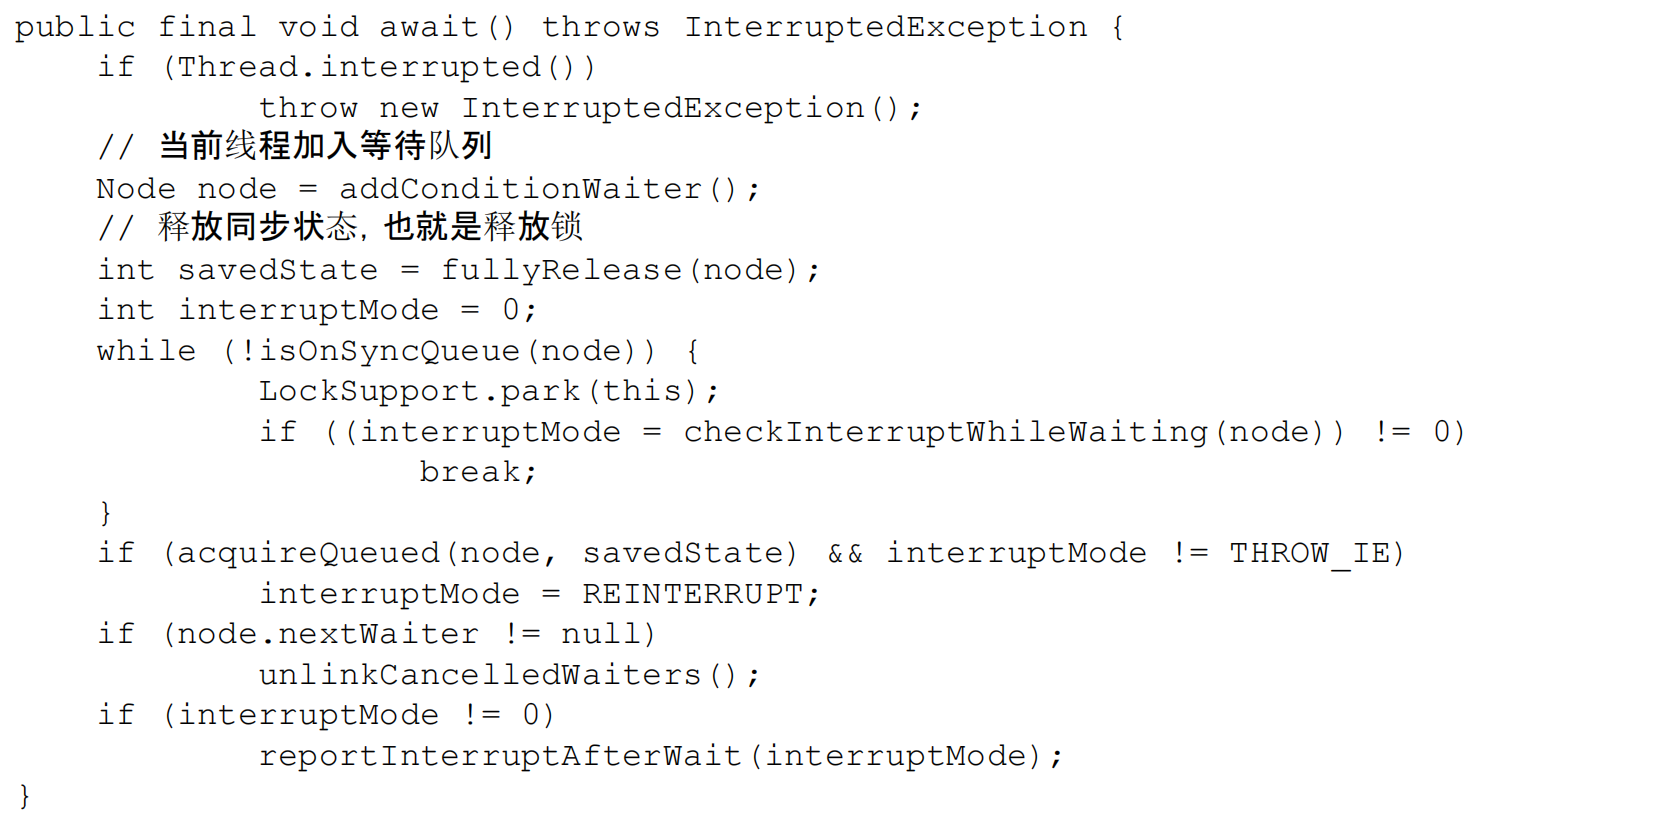 public final void await() throws InterruptedException {
if (Thread.interrupted())
throw new InterruptedException();
// 当前线程加入等待队列
Node node = addConditionWaiter();
// 释放同步状态, 也就是释放锁
int savedState = fullyRelease(node);
int interruptMode = 0;
while (!isOnSyncQueue(node)) {
LockSupport.park(this);
if ((interruptMode = checkInterruptWhileWaiting(node)) != 0)
break;
}
if (acquireQueued(node, savedState) && interruptMode != THROW_IE)
interruptMode = REINTERRUPT;
if (node.nextWaiter != null)
unlinkCancelledWaiters();
if (interruptMode != 0)
reportInterruptAfterWait(interruptMode);
}